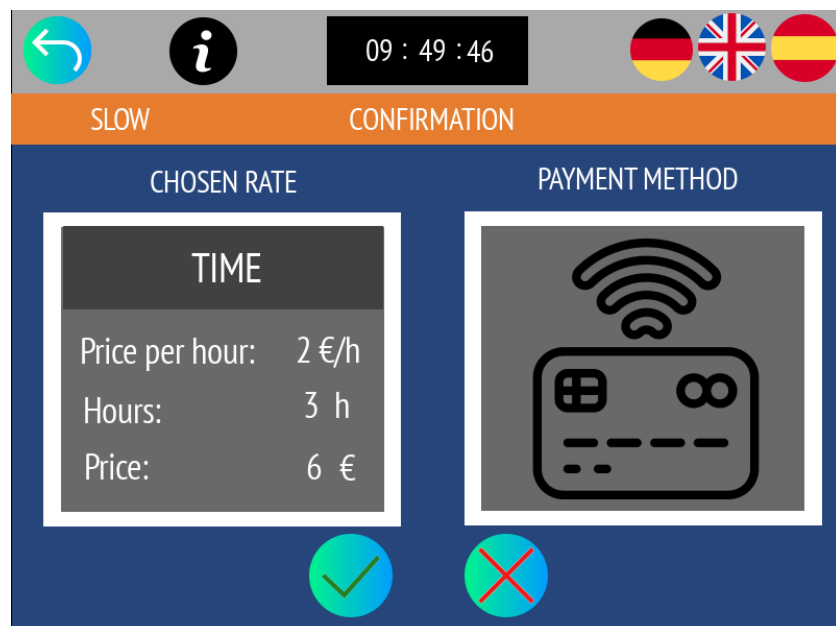 i
09 : 49 : 46
SLOW
CONFIRMATION
CHOSEN RATE
PAYMENT METHOD
TIME
Price per hour: 2 €/h
Hours: 3 h
Price: 6 €